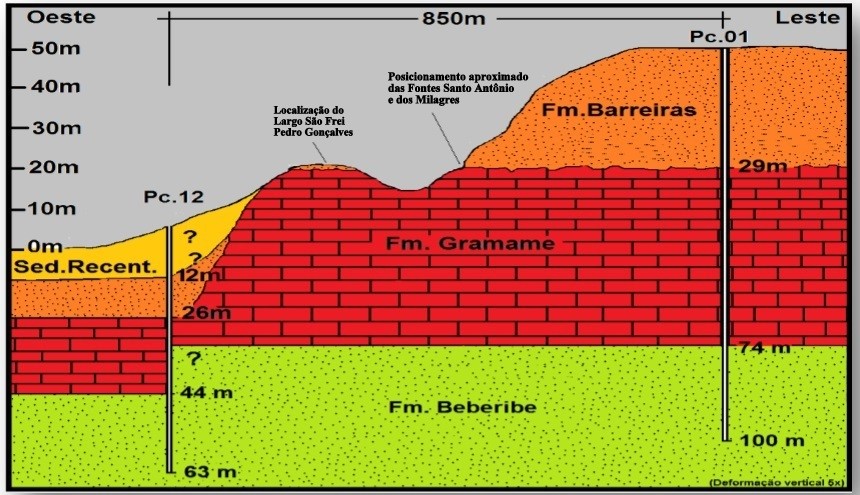 Oeste
850m
Leste
Pc.01
50m
40m
30m
20m
10m
0m
Posicionamento aproximado
das Fontes Santo Antônio
e dos Milagres
Localização do
Largo São Frei
Pedro Gonçalves
Fm.Barreiras
29m
Pc.12
?
?
Sed.Recent.
12m
Fm. Gramame
26m
?
74 m
44 m
Fm. Beberibe
100 m
63 m
(Deformação vertical 5x)